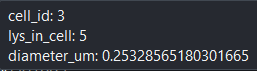 cell_id: 3
lys_in_cell: 5
diameter_um: 0.25328565180301665